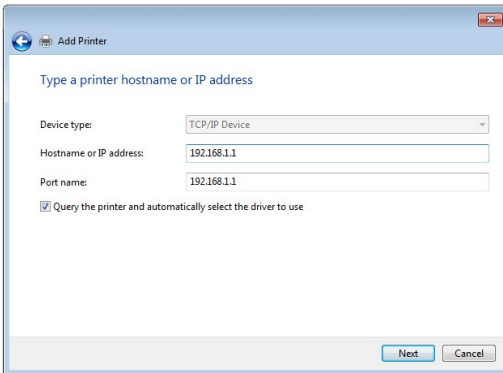 Add Printer
Type a printer hostname or IP address
Device type: TCP/IP Device
Hostname or IP address: 192.168.1.1
Port name: 192.168.1.1
Query the printer and automatically select the driver to use
Next Cancel